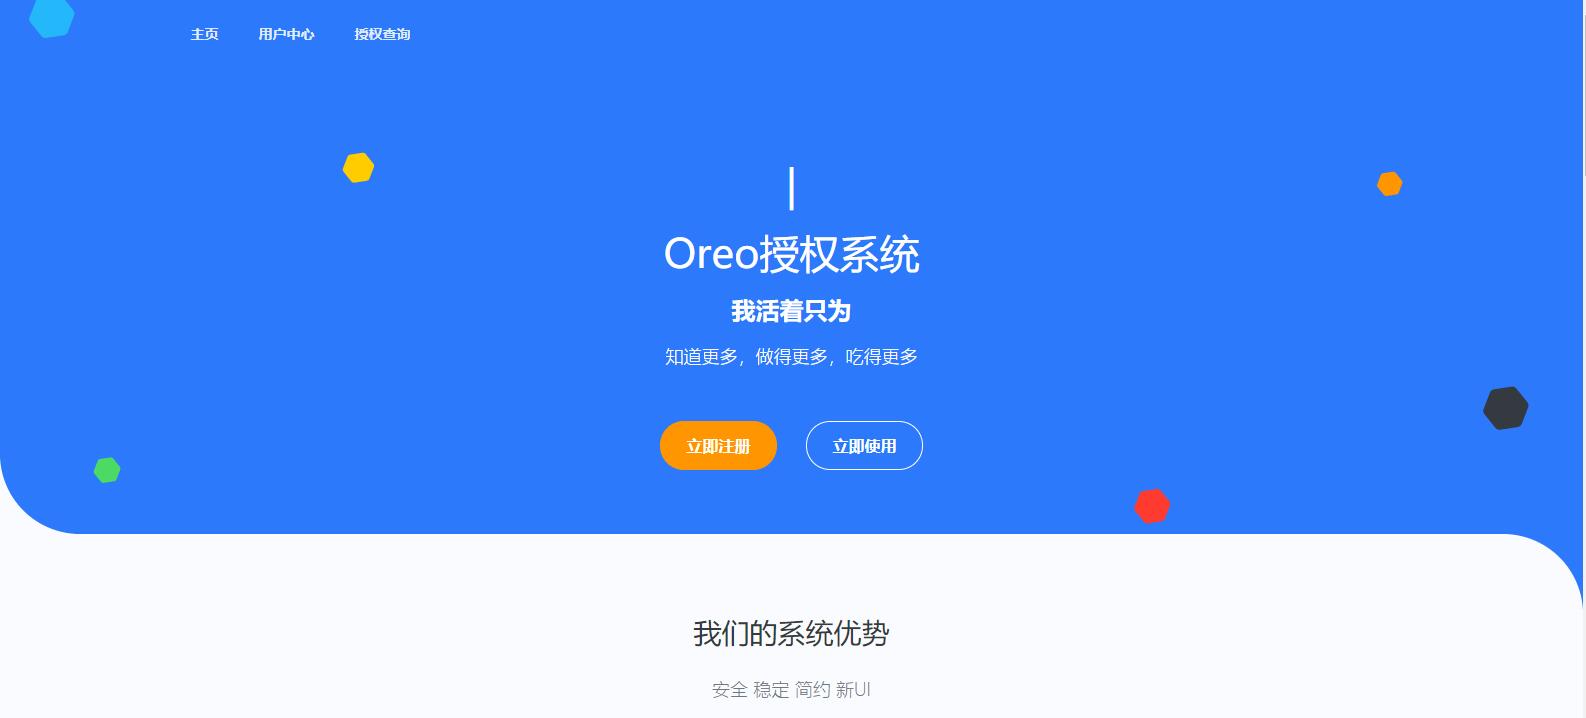 主页 用户中心 授权查询
Oreo授权系统
我活着只为
知道更多，做得更多，吃得更多
立即注册 立即使用
我们的系统优势
安全 稳定 简约 新UI